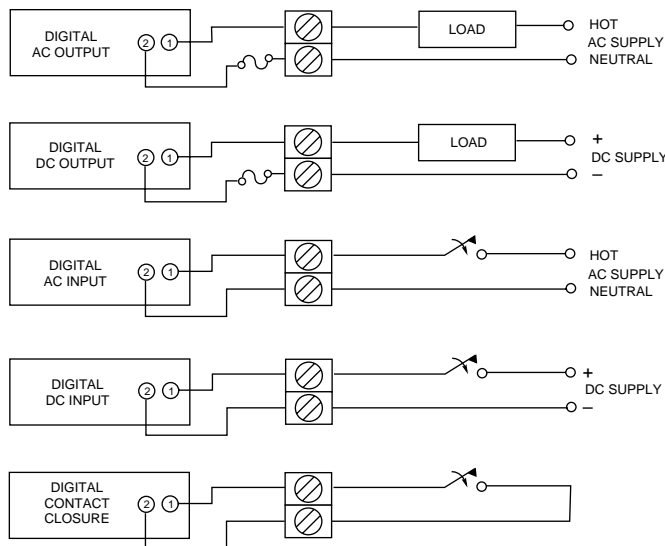 DIGITAL
AC OUTPUT
2 1
LOAD
HOT
AC SUPPLY
NEUTRAL
DIGITAL
DC OUTPUT
2 1
LOAD
+
DC SUPPLY
–
DIGITAL
AC INPUT
2 1
HOT
AC SUPPLY
NEUTRAL
DIGITAL
DC INPUT
2 1
+
DC SUPPLY
–
DIGITAL
CONTACT
CLOSURE
2 1